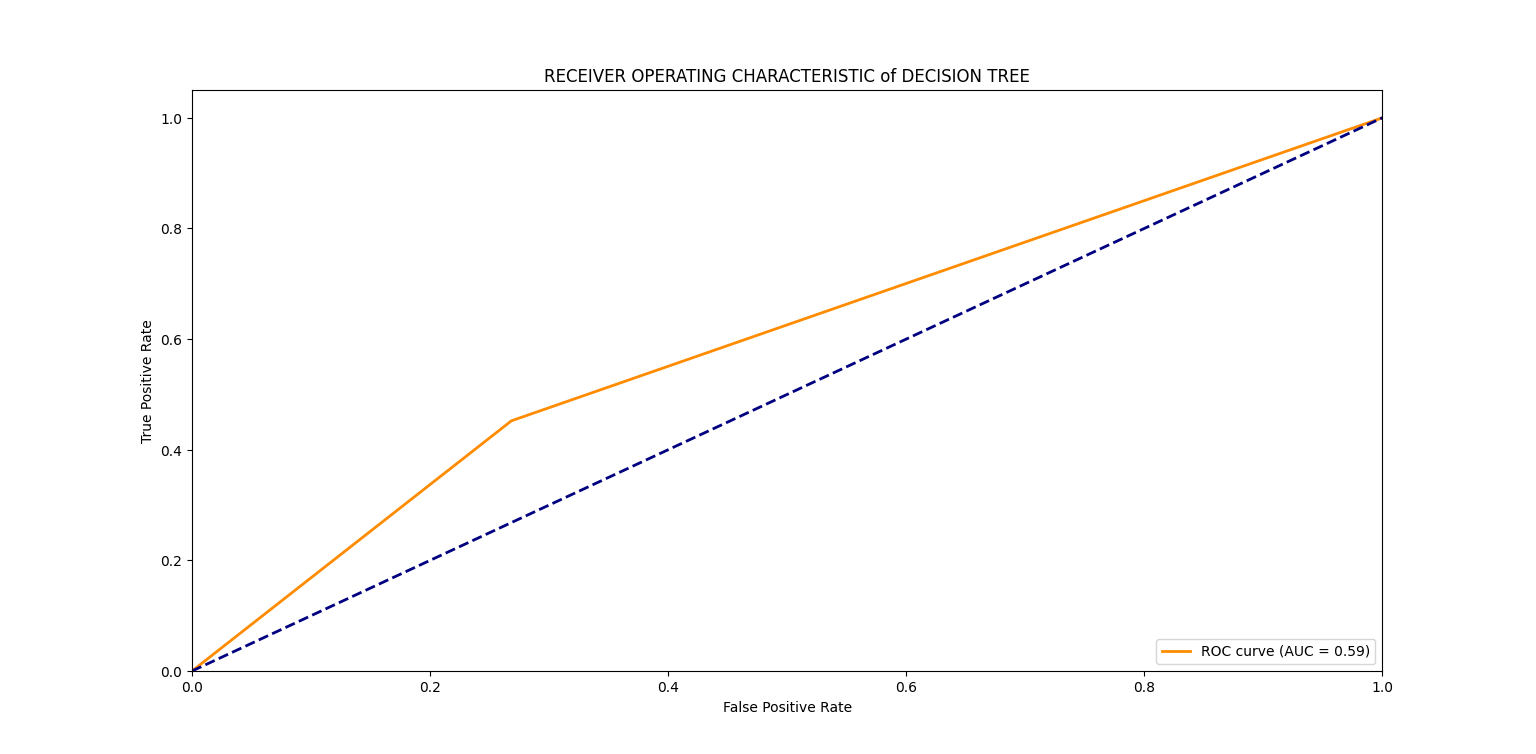 RECEIVER OPERATING CHARACTERISTIC of DECISION TREE
1.0
0.8
0.6
0.4
0.2
0.0
True Positive Rate
ROC curve (AUC = 0.59)
0.0 0.2 0.4 0.6 0.8 1.0
False Positive Rate